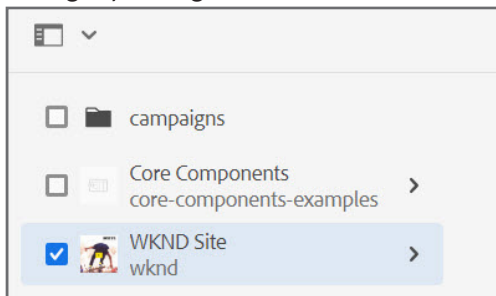 campaigns
Core Components
core-components-examples
WKND Site
wknd